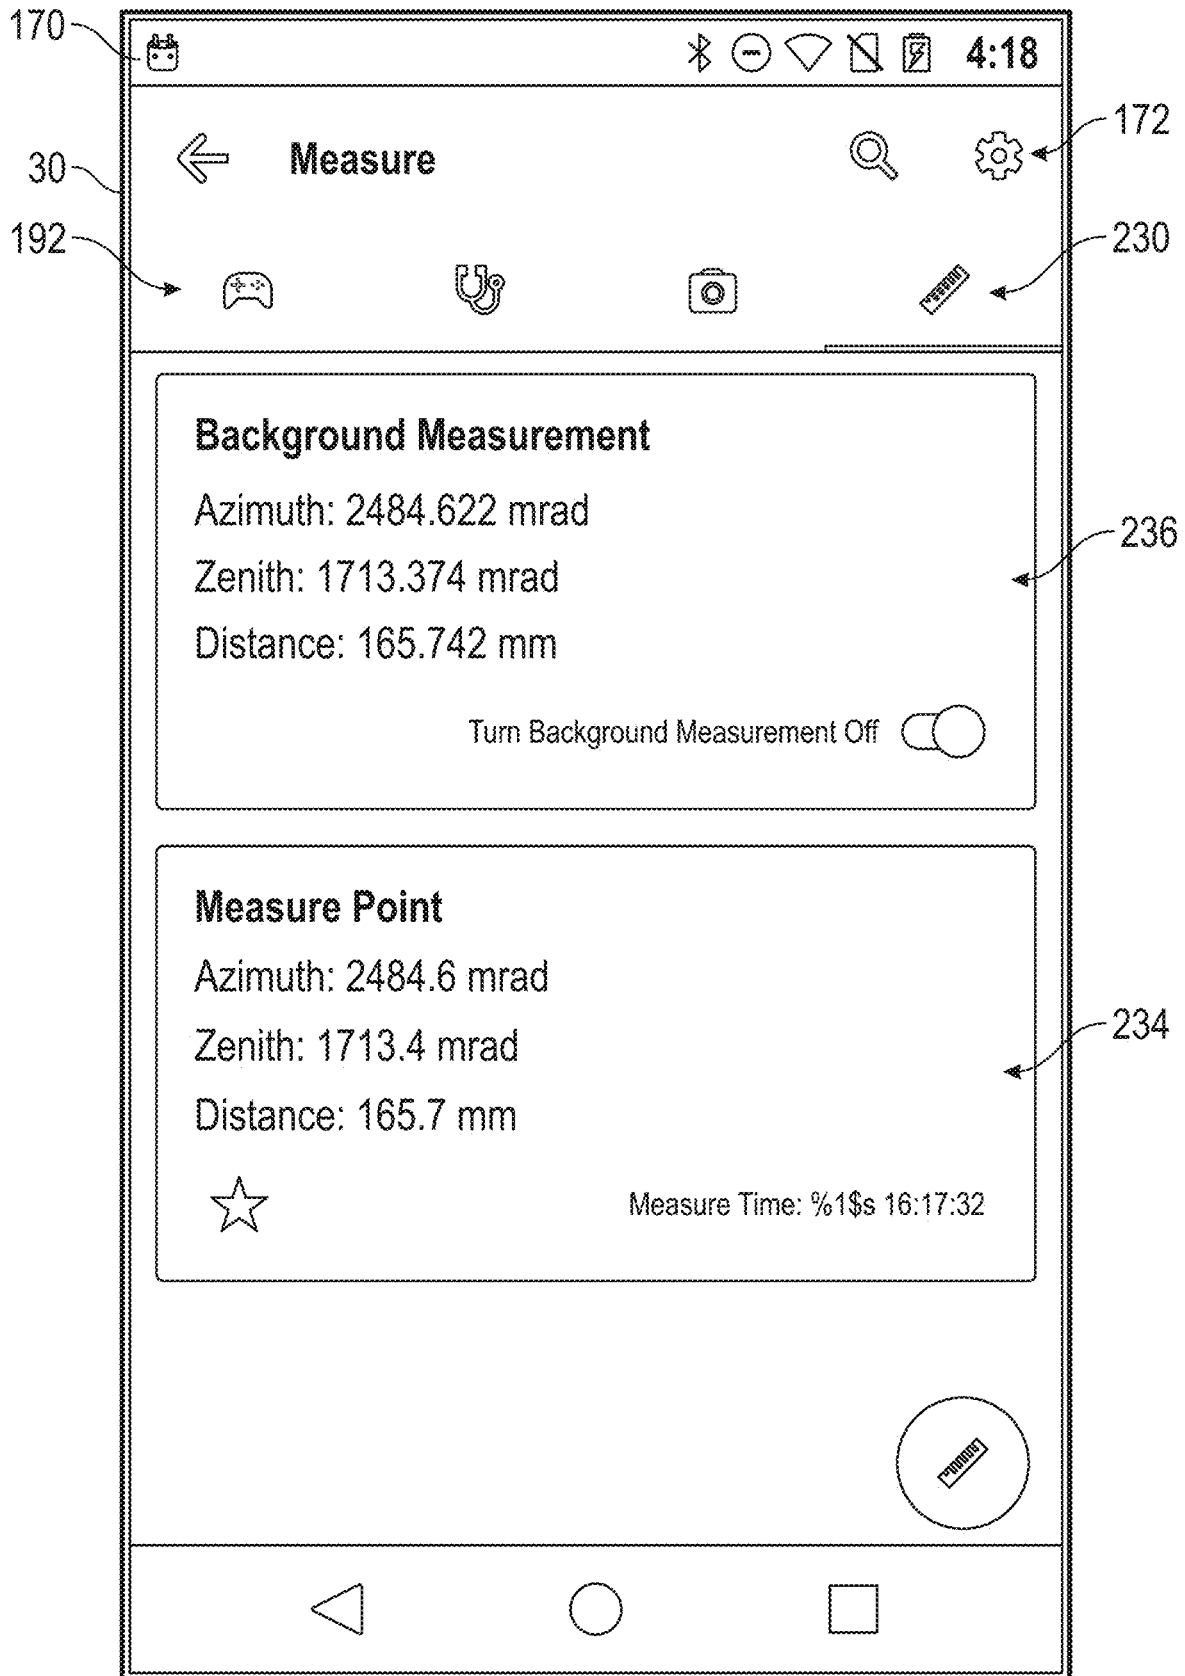 170
4:18
172
30
Measure
192
230
Background Measurement
Azimuth: 2484.622 mrad
236
Zenith: 1713.374 mrad
Distance: 165.742 mm
Turn Background Measurement Off
Measure Point
Azimuth: 2484.6 mrad
Zenith: 1713.4 mrad
234
Distance: 165.7 mm
Measure Time: %1$s 16:17:32